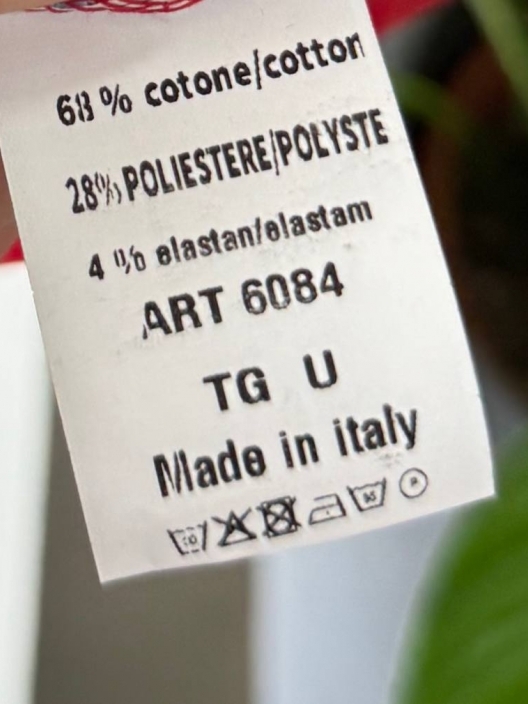 68 % cotone/cotton
28% POLIESTERE/POLYSTE
4 % elastan/elastam
ART 6084
TG U
Made in italy